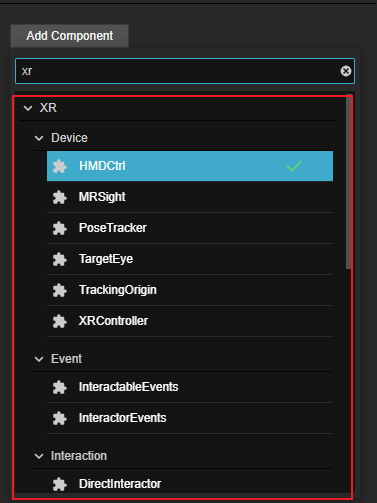 Add Component
xr
XR
Device
HMDCtrl
MRSight
PoseTracker
TargetEye
TrackingOrigin
XRController
Event
InteractableEvents
InteractorEvents
Interaction
DirectInteractor